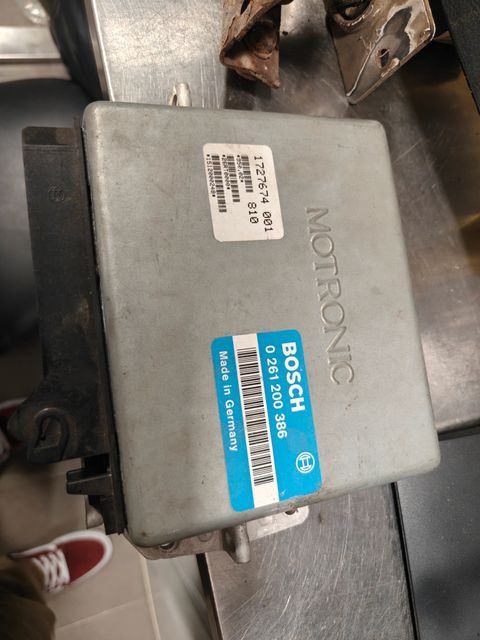 1727674 001
810
MOTRONIC
BOSCH
0 261 200 386
Made in Germany